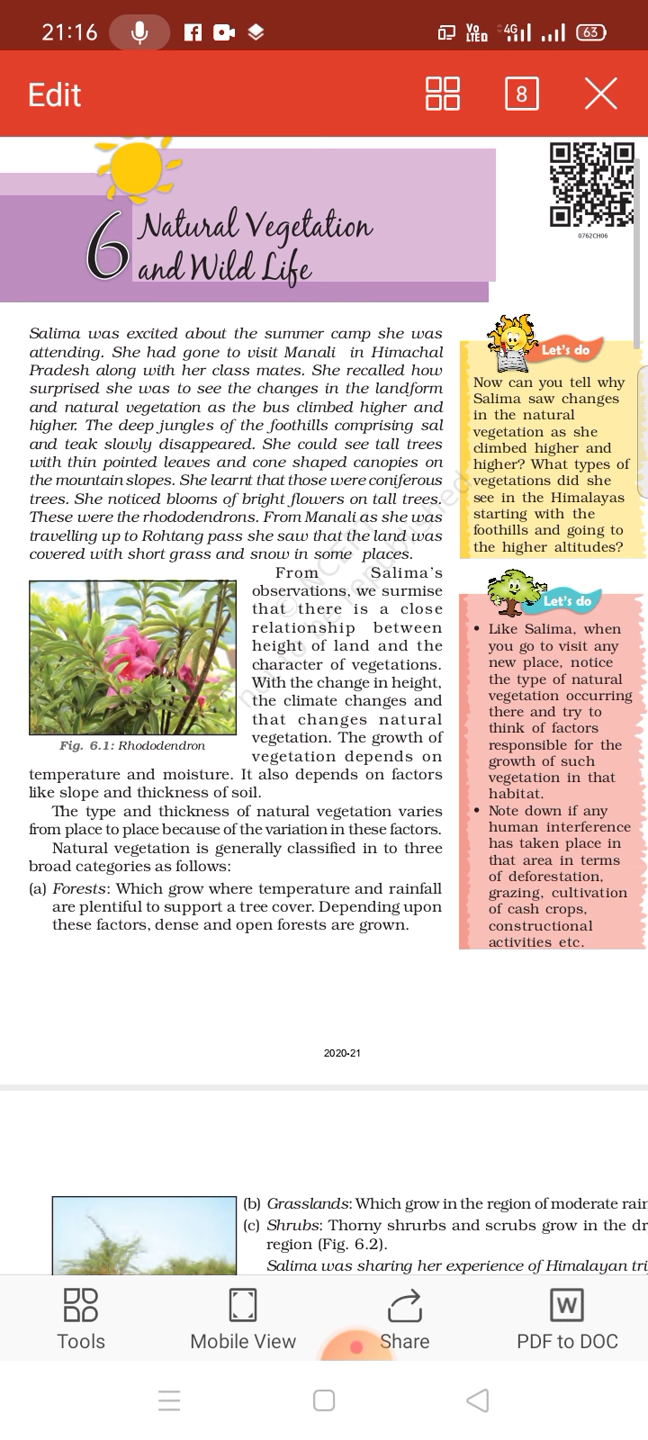 21:16
Vo
LTED
4G
63
Edit
8
0762CH06
6 Natural Vegetation
and Wild Life
Salima was excited about the summer camp she was
attending. She had gone to visit Manali in Himachal
Pradesh along with her class mates. She recalled how
surprised she was to see the changes in the landform
and natural vegetation as the bus climbed higher and
higher. The deep jungles of the foothills comprising sal
and teak slowly disappeared. She could see tall trees
with thin pointed leaves and cone shaped canopies on
the mountain slopes. She learnt that those were coniferous
trees. She noticed blooms of bright flowers on tall trees.
These were the rhododendrons. From Manali as she was
travelling up to Rohtang pass she saw that the land was
covered with short grass and snow in some places.
From Salima's
observations, we surmise
that there is a close
relationship between
height of land and the
character of vegetations.
With the change in height,
the climate changes and
that changes natural
vegetation. The growth of
vegetation depends on
temperature and moisture. It also depends on factors
like slope and thickness of soil.
Fig. 6.1: Rhododendron
The type and thickness of natural vegetation varies
from place to place because of the variation in these factors.
Natural vegetation is generally classified in to three
broad categories as follows:
(a) Forests: Which grow where temperature and rainfall
are plentiful to support a tree cover. Depending upon
these factors, dense and open forests are grown.
Let's do
Now can you tell why
Salima saw changes
in the natural
vegetation as she
climbed higher and
higher? What types of
vegetations did she
see in the Himalayas
starting with the
foothills and going to
the higher altitudes?
Let's do
• Like Salima, when
you go to visit any
new place, notice
the type of natural
vegetation occurring
there and try to
think of factors
responsible for the
growth of such
vegetation in that
habitat.
• Note down if any
human interference
has taken place in
that area in terms
of deforestation,
grazing, cultivation
of cash crops,
constructional
activities etc.
© NCERT
not to be republished
2020-21
(b) Grasslands: Which grow in the region of moderate rain
(c) Shrubs: Thorny shrurbs and scrubs grow in the dr
region (Fig. 6.2).
Salima was sharing her experience of Himalayan tri
W
Tools
Mobile View
Share
PDF to DOC